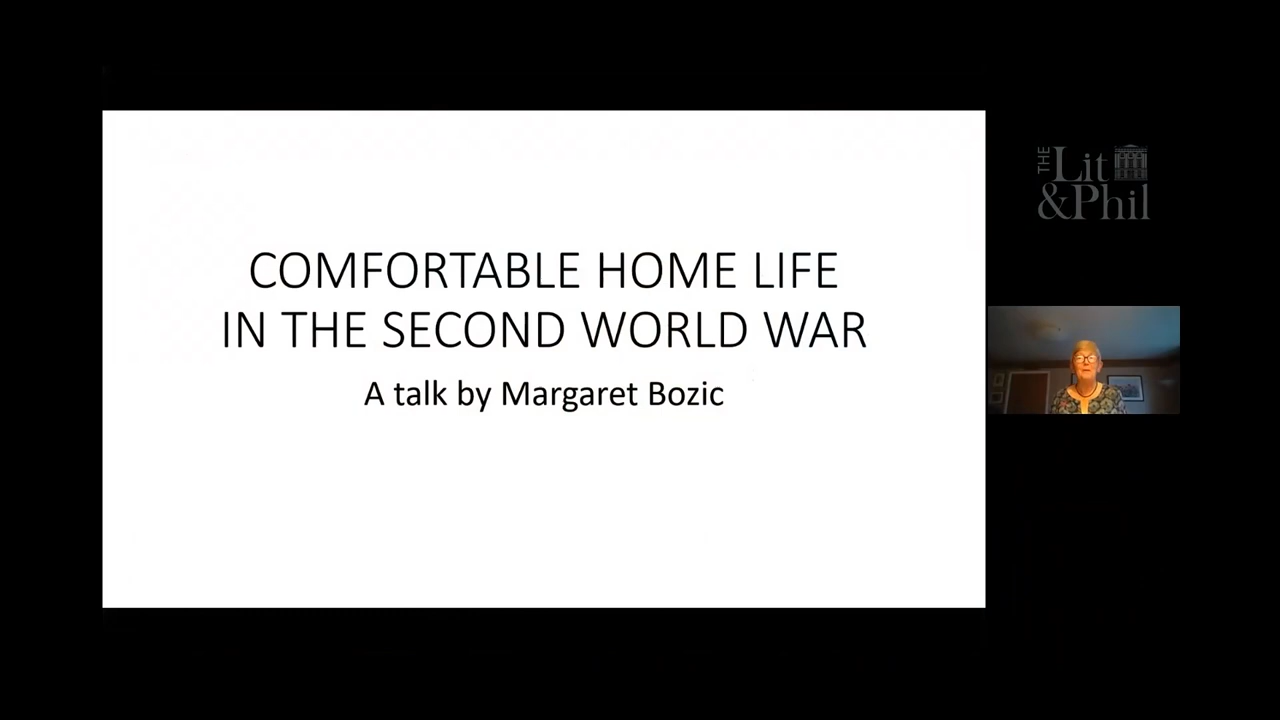 COMFORTABLE HOME LIFE
IN THE SECOND WORLD WAR
A talk by Margaret Bozic
THE Lit
&Phil